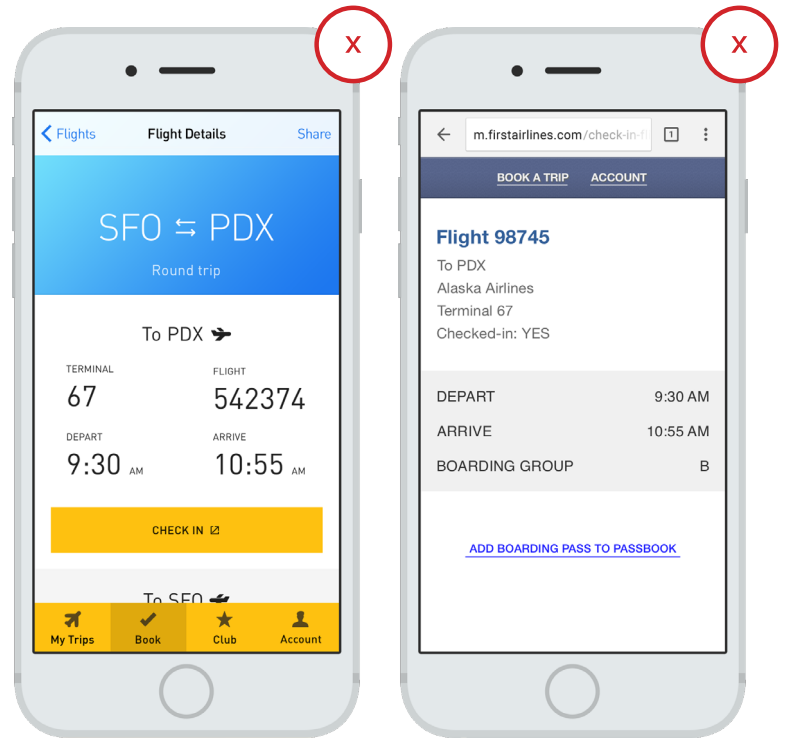 X
Flights Flight Details Share
SFO ⇆ PDX
Round trip
To PDX
TERMINAL FLIGHT
67 542374
DEPART ARRIVE
9:30 AM 10:55 AM
CHECK IN
To SFO
My Trips Book Club Account
X
m.firstairlines.com/check-in-fl 1
BOOK A TRIP ACCOUNT
Flight 98745
To PDX
Alaska Airlines
Terminal 67
Checked-in: YES
DEPART 9:30 AM
ARRIVE 10:55 AM
BOARDING GROUP B
ADD BOARDING PASS TO PASSBOOK